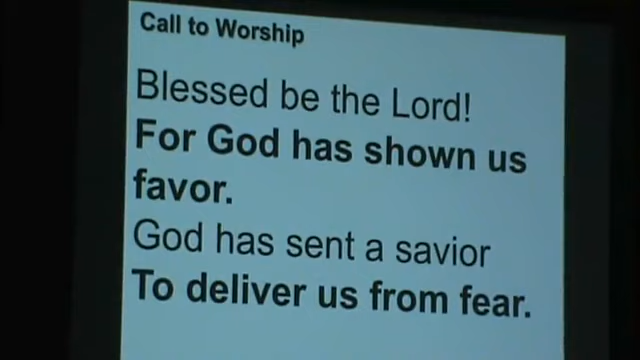 Call to Worship
Blessed be the Lord!
For God has shown us
favor.
God has sent a savior
To deliver us from fear.